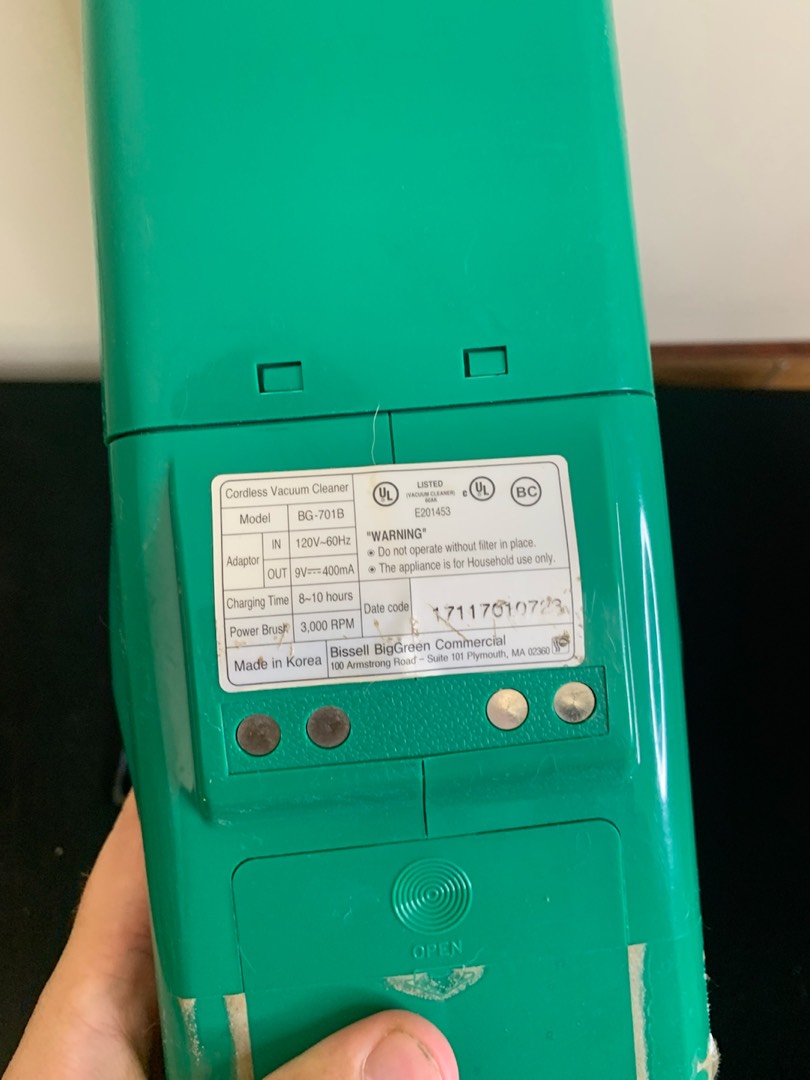 Cordless Vacuum Cleaner
Model BG-701B
Adaptor IN 120V~60Hz
OUT 9V⎓400mA
Charging Time 8~10 hours
Power Brush 3,000 RPM
UL LISTED c UL BC
(VACUUM CLEANER)
E201453
"WARNING"
Do not operate without filter in place.
The appliance is for Household use only.
Date code
Made in Korea
Bissell BigGreen Commercial
100 Armstrong Road - Suite 101 Plymouth, MA 02360
OPEN